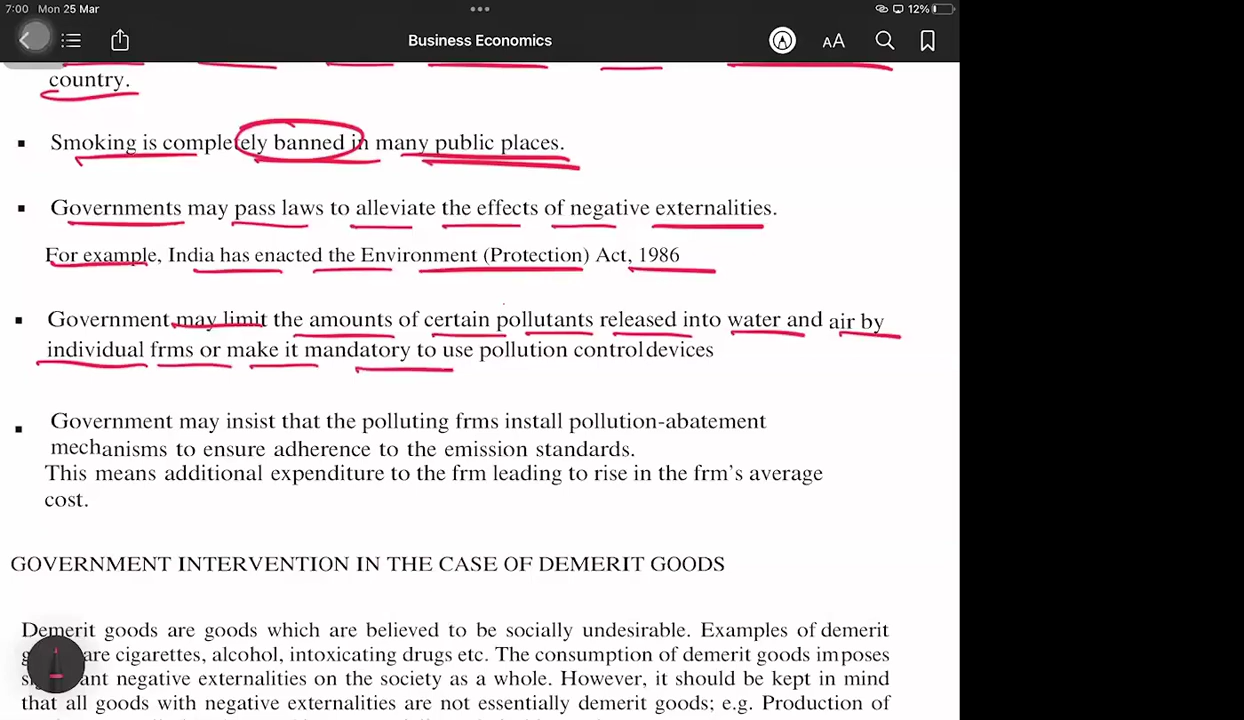 7:00 Mon 25 Mar
12%
Business Economics
AA
country.
▪ Smoking is completely banned in many public places.
▪ Governments may pass laws to alleviate the effects of negative externalities.
For example, India has enacted the Environment (Protection) Act, 1986
▪ Government may limit the amounts of certain pollutants released into water and air by
individual frms or make it mandatory to use pollution control devices
▪ Government may insist that the polluting frms install pollution-abatement
mechanisms to ensure adherence to the emission standards.
This means additional expenditure to the frm leading to rise in the frm's average
cost.
GOVERNMENT INTERVENTION IN THE CASE OF DEMERIT GOODS
Demerit goods are goods which are believed to be socially undesirable. Examples of demerit
are cigarettes, alcohol, intoxicating drugs etc. The consumption of demerit goods imposes
negative externalities on the society as a whole. However, it should be kept in mind
that all goods with negative externalities are not essentially demerit goods; e.g. Production of